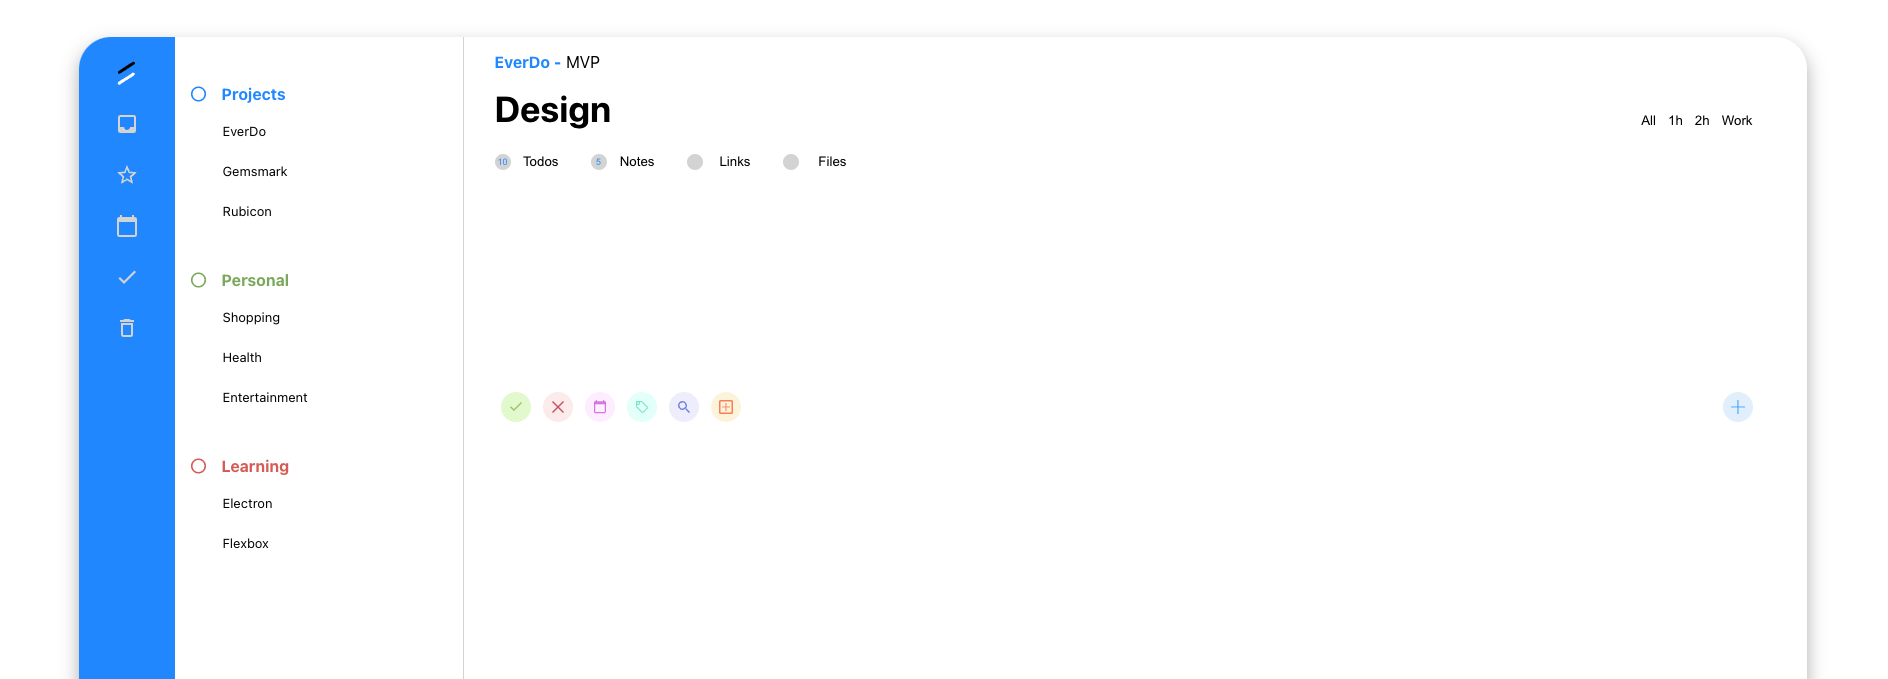 Projects
EverDo
Gemsmark
Rubicon
Personal
Shopping
Health
Entertainment
Learning
Electron
Flexbox
EverDo - MVP
Design
All 1h 2h Work
10 Todos 5 Notes Links Files